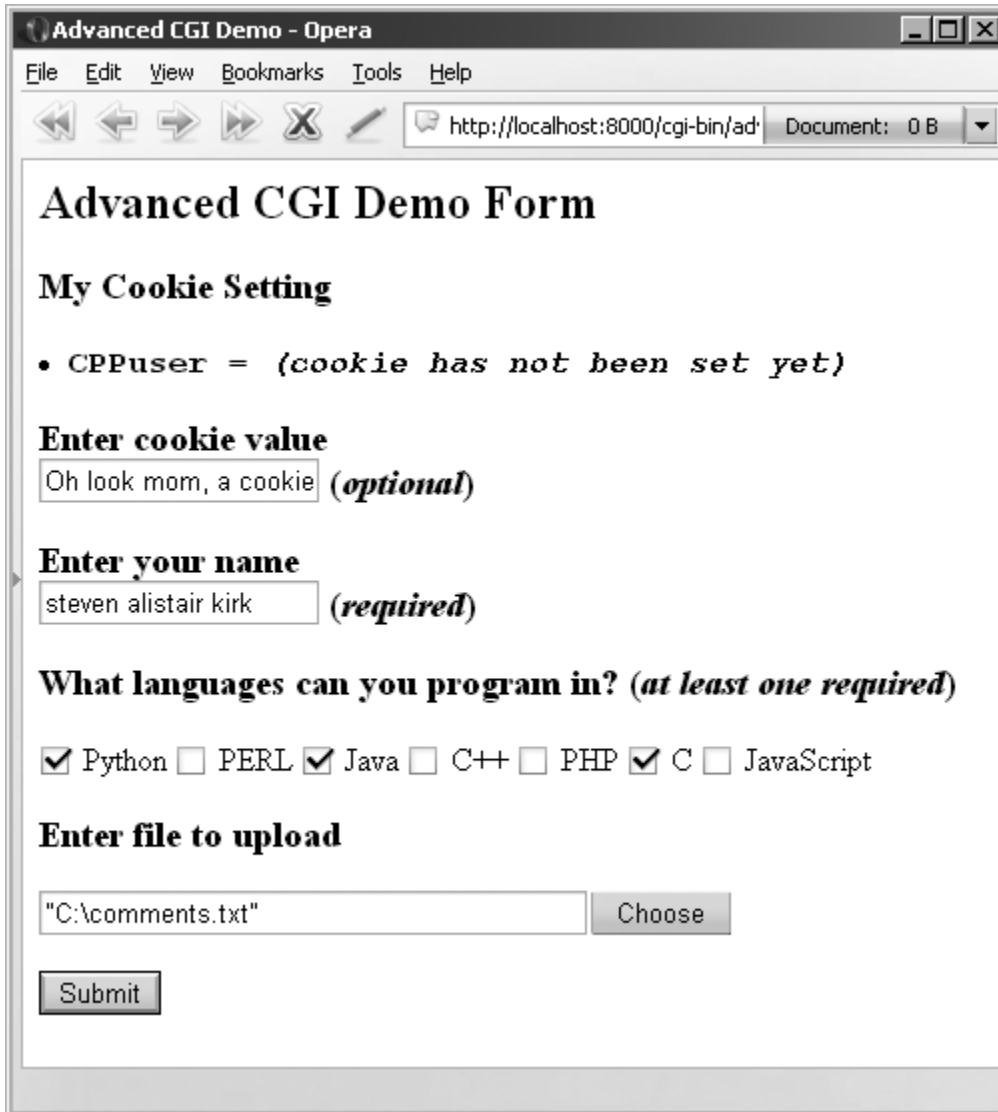 Advanced CGI Demo - Opera
File Edit View Bookmarks Tools Help
http://localhost:8000/cgi-bin/ad Document: 0 B
Advanced CGI Demo Form
My Cookie Setting
• CPPuser = (cookie has not been set yet)
Enter cookie value
Oh look mom, a cookie (optional)
Enter your name
steven alistair kirk (required)
What languages can you program in? (at least one required)
Python PERL Java C++ PHP C JavaScript
Enter file to upload
"C:\comments.txt" Choose
Submit